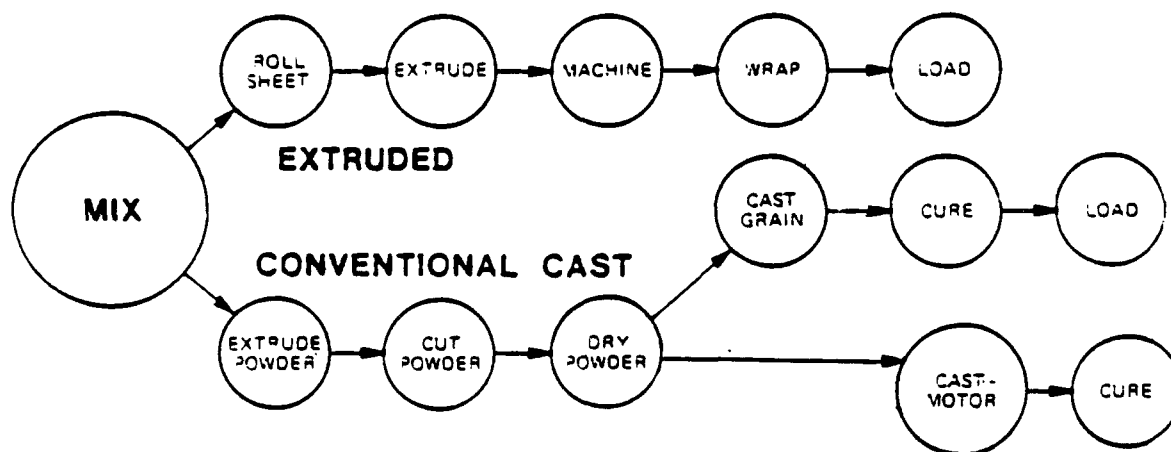 ROLL
SHEET
EXTRUDE
MACHINE
WRAP
LOAD
EXTRUDED
MIX
CAST
GRAIN
CURE
LOAD
CONVENTIONAL CAST
EXTRUDE
POWDER
CUT
POWDER
DRY
POWDER
CAST-
MOTOR
CURE